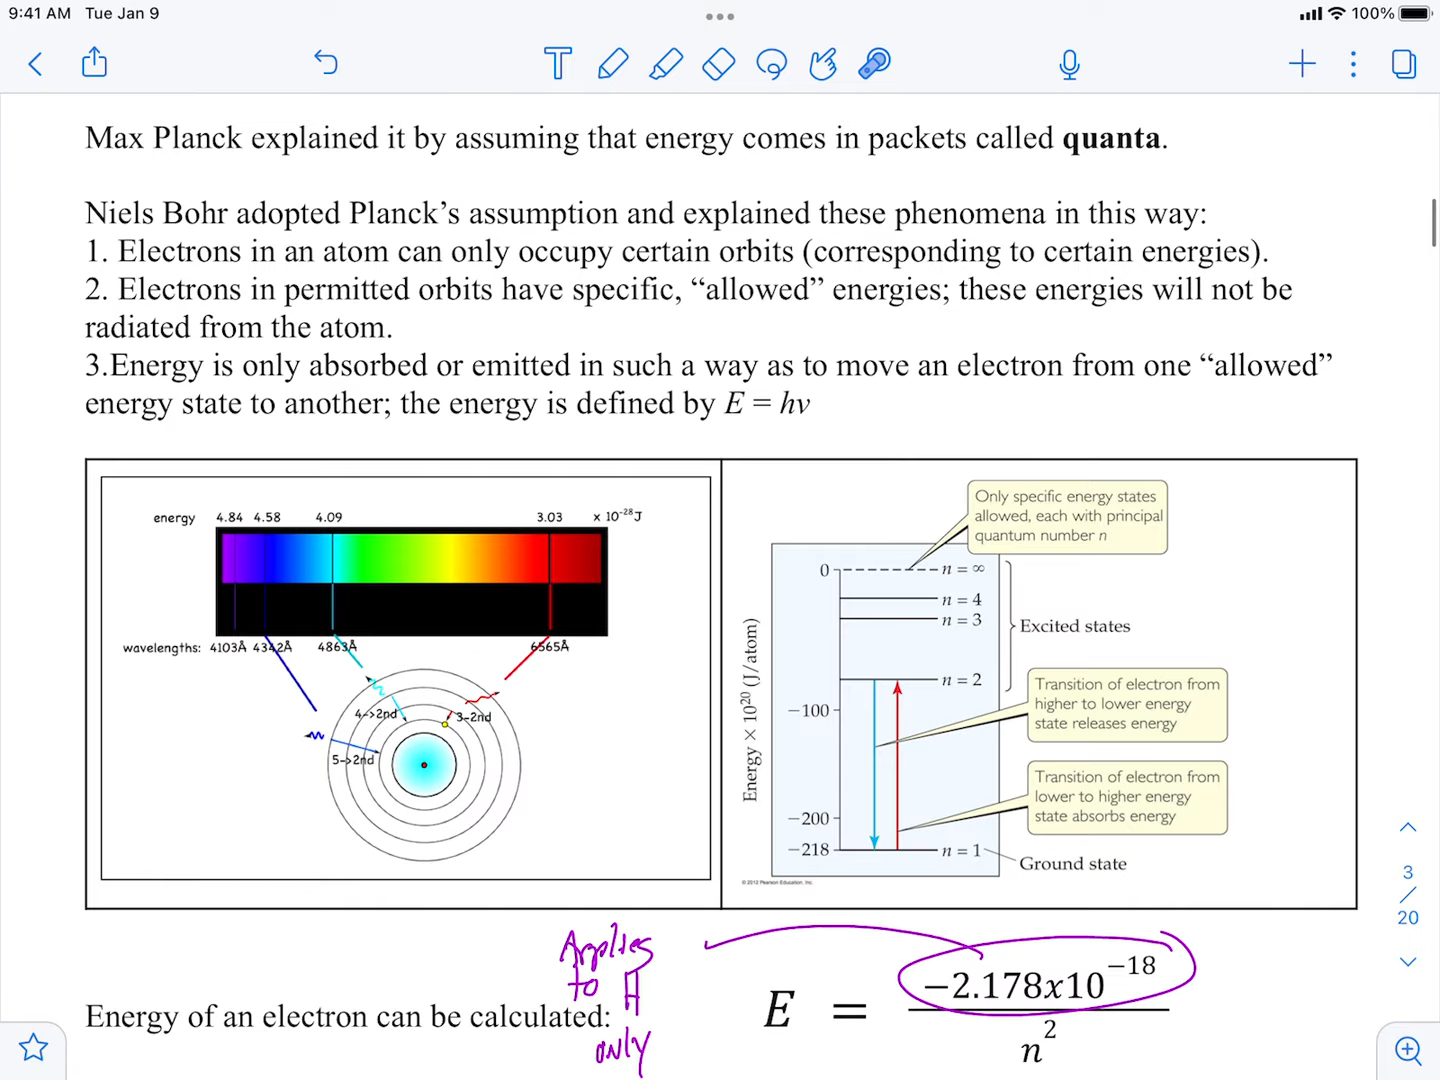 9:41 AM Tue Jan 9
100%
Max Planck explained it by assuming that energy comes in packets called quanta.
Niels Bohr adopted Planck’s assumption and explained these phenomena in this way:
1. Electrons in an atom can only occupy certain orbits (corresponding to certain energies).
2. Electrons in permitted orbits have specific, “allowed” energies; these energies will not be
radiated from the atom.
3.Energy is only absorbed or emitted in such a way as to move an electron from one “allowed”
energy state to another; the energy is defined by E = hν
energy 4.84 4.58 4.09 3.03 x 10⁻²⁸J
wavelengths: 4103Å 4342Å 4863Å 6565Å
4->2nd
3-2nd
5->2nd
Only specific energy states
allowed, each with principal
quantum number n
Energy × 10²⁰ (J/atom)
0
n = ∞
n = 4
n = 3
Excited states
n = 2
Transition of electron from
higher to lower energy
state releases energy
−100
Transition of electron from
lower to higher energy
state absorbs energy
−200
−218
n = 1
Ground state
© 2012 Pearson Education, Inc.
3
/
20
Applies
to H
only
Energy of an electron can be calculated:
E = −2.178x10⁻¹⁸
n²